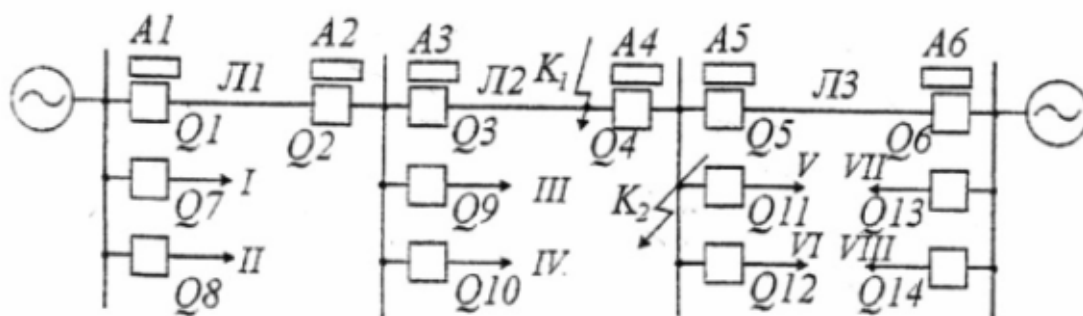 A1 A2 A3 A4 A5 A6
Л1 Л2 K1 Л3
Q1 Q2 Q3 Q4 Q5 Q6
I III V VII
Q7 Q9 K2 Q11 Q13
II IV. VI VIII
Q8 Q10 Q12 Q14